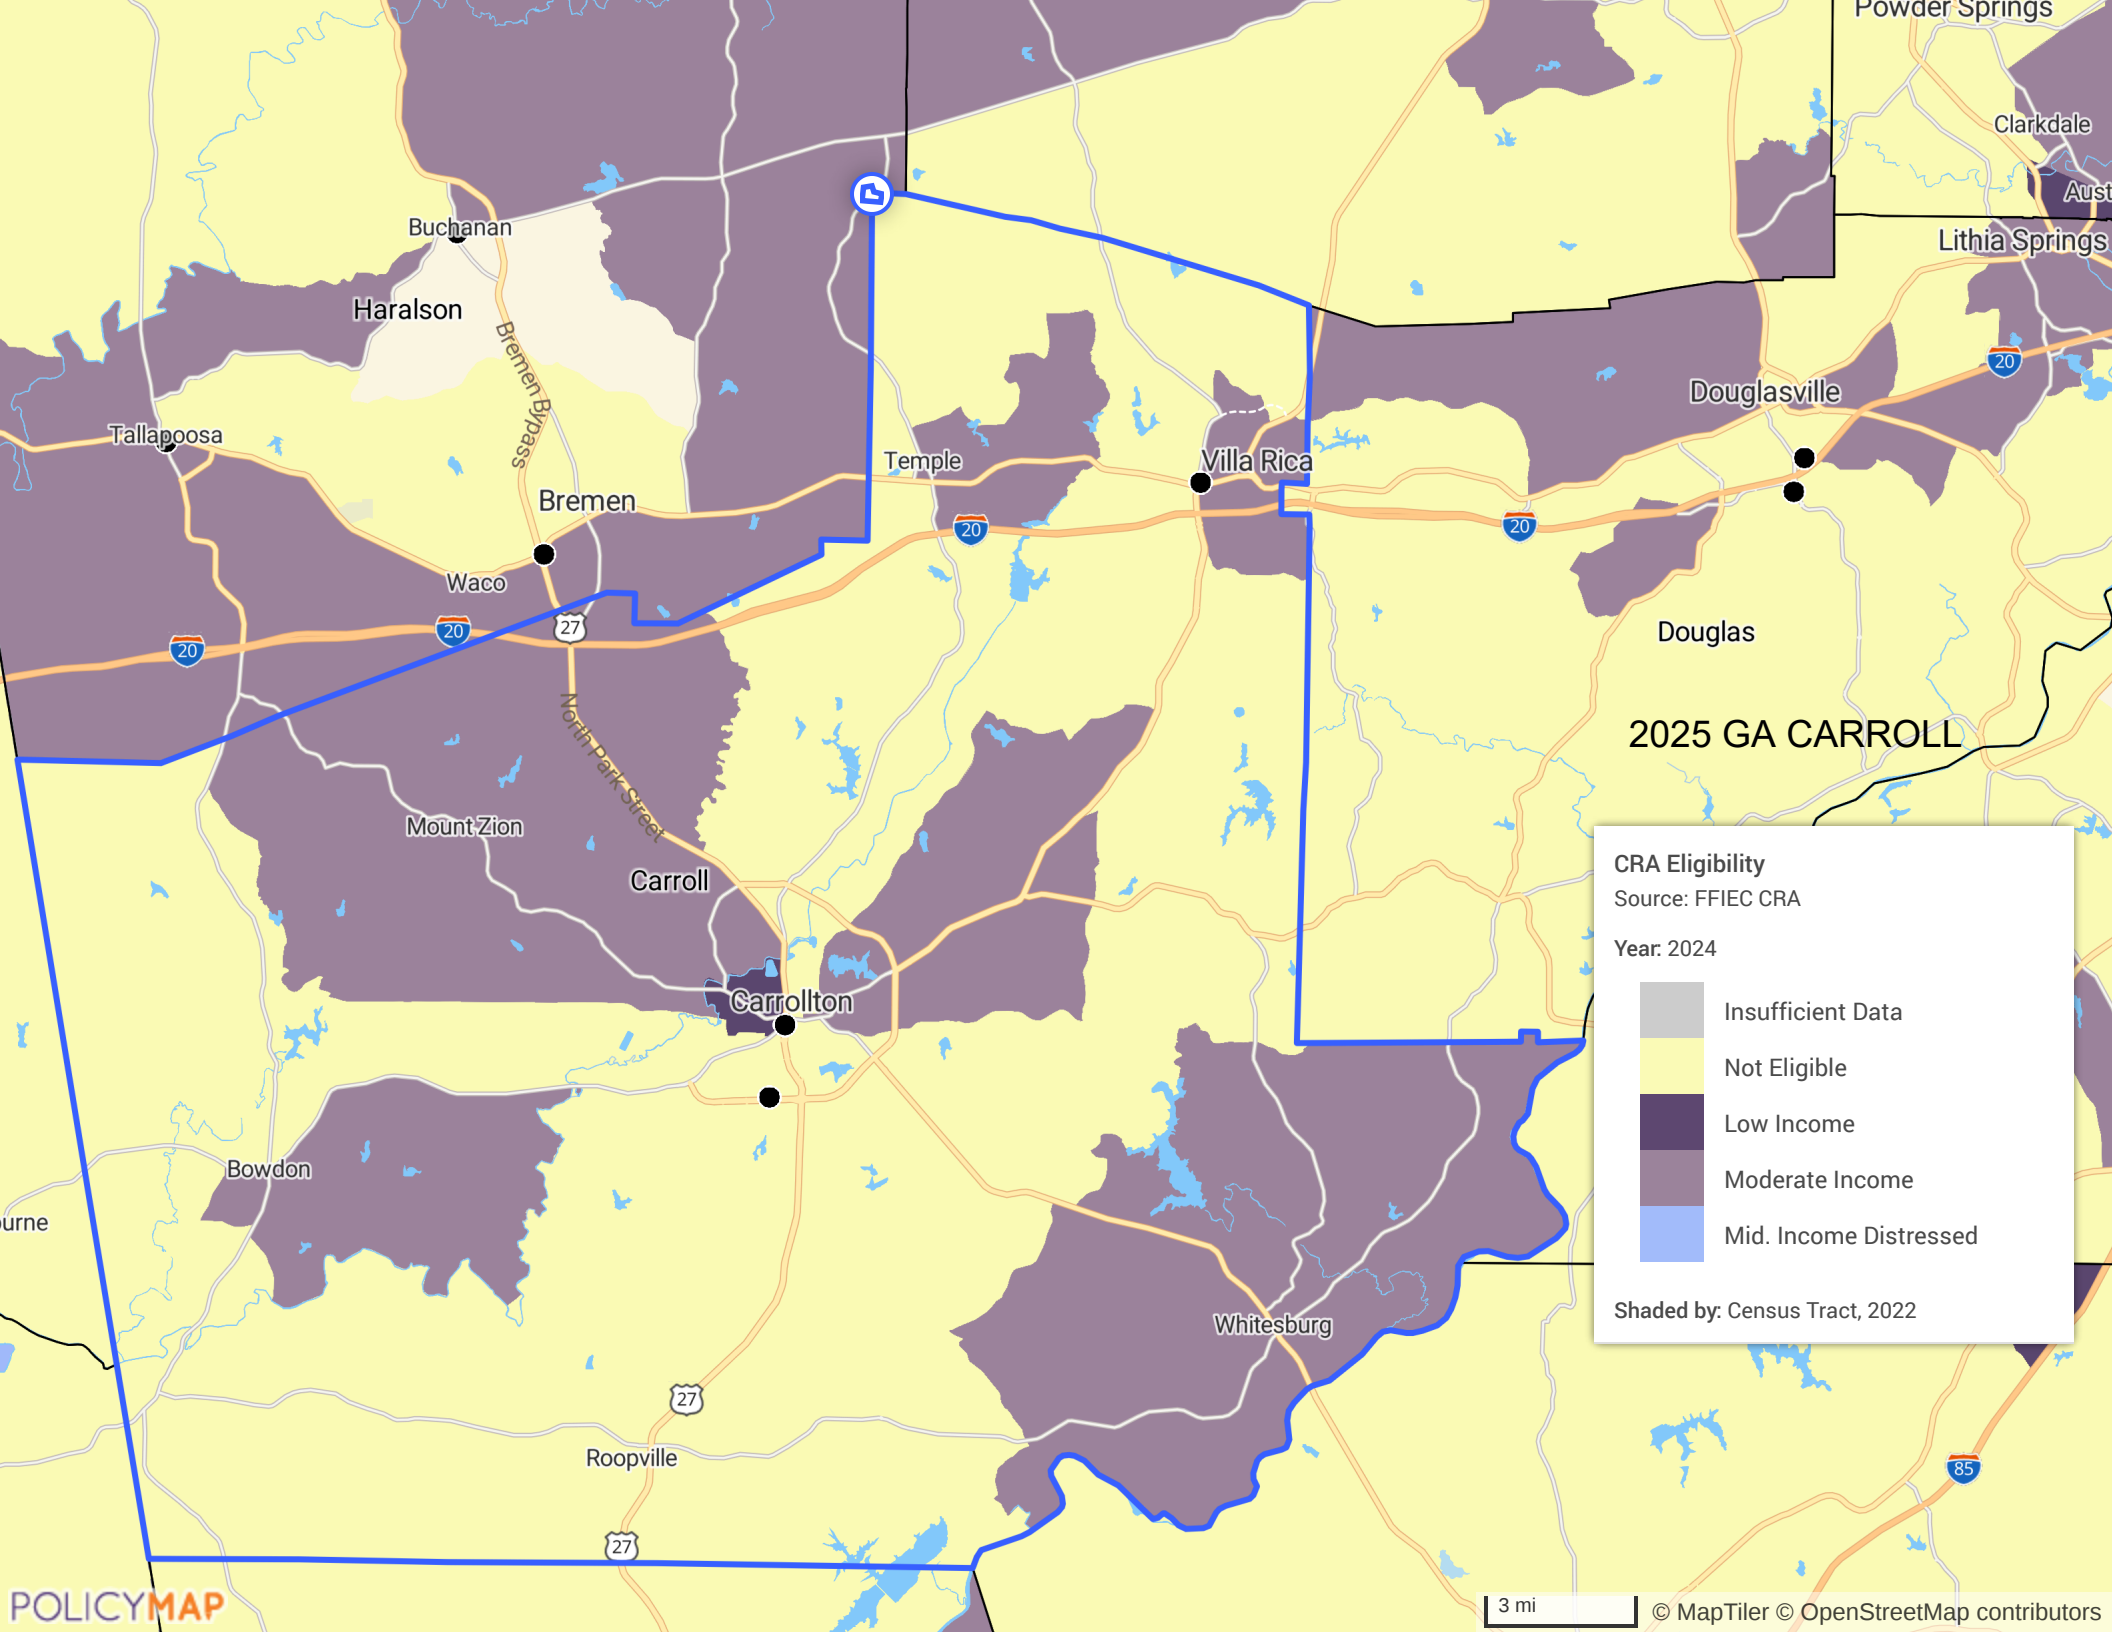 Powder Springs
Clarkdale
Aust
Buchanan
Lithia Springs
Haralson
Bremen Bypass
20
Douglasville
Tallapoosa
Temple
Villa Rica
Bremen
20
20
Waco
27
20
20
Douglas
North Park Street
2025 GA CARROLL
Mount Zion
Carroll
Carrollton
Bowdon
urne
Whitesburg
27
Roopville
85
27
CRA Eligibility
Source: FFIEC CRA
Year: 2024
Insufficient Data
Not Eligible
Low Income
Moderate Income
Mid. Income Distressed
Shaded by: Census Tract, 2022
POLICYMAP
3 mi
© MapTiler © OpenStreetMap contributors